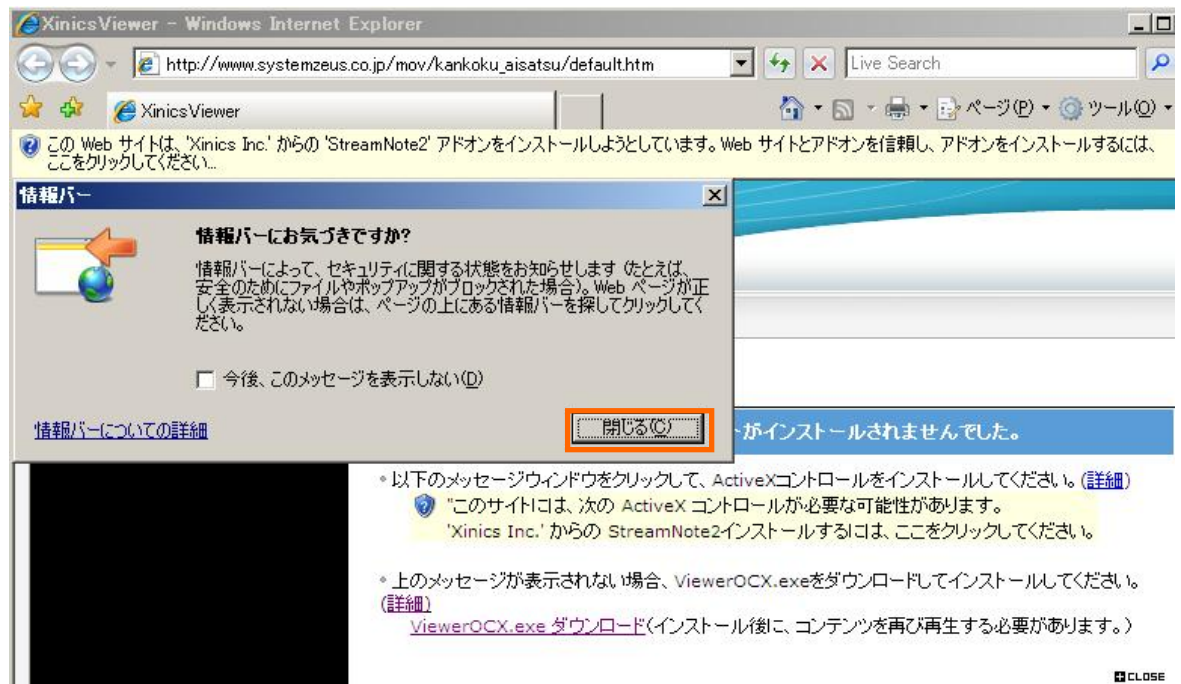 XinicsViewer - Windows Internet Explorer
http://www.systemzeus.co.jp/mov/kankoku_aisatsu/default.htm
Live Search
XinicsViewer
ページ(P)
ツール(O)
この Web サイトは、'Xinics Inc.' からの 'StreamNote2' アドオンをインストールしようとしています。Web サイトとアドオンを信頼し、アドオンをインストールするには、
ここをクリックしてください...
情報バー
情報バーにお気づきですか?
情報バーによって、セキュリティに関する状態をお知らせします (たとえば、
安全のためにファイルやポップアップがブロックされた場合)。Web ページが正
しく表示されない場合は、ページの上にある情報バーを探してクリックしてく
ださい。
今後、このメッセージを表示しない(D)
情報バーについての詳細
閉じる(C)
がインストールされませんでした。
以下のメッセージウィンドウをクリックして、ActiveXコントロールをインストールしてください。(詳細)
"このサイトには、次の ActiveX コントロールが必要な可能性があります。
'Xinics Inc.' からの StreamNote2インストールするには、ここをクリックしてください。
上のメッセージが表示されない場合、ViewerOCX.exeをダウンロードしてインストールしてください。
(詳細)
ViewerOCX.exe ダウンロード(インストール後に、コンテンツを再び再生する必要があります。)
CLOSE